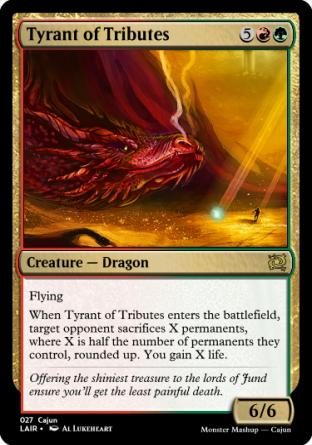 Tyrant of Tributes 5
Creature — Dragon
Flying
When Tyrant of Tributes enters the battlefield,
target opponent sacrifices X permanents,
where X is half the number of permanents they
control, rounded up. You gain X life.
Offering the shiniest treasure to the lords of Jund
ensure you'll get the least painful death.
6/6
027 Cajun
LAIR • Al Lukeheart
Monster Mashup — Cajun